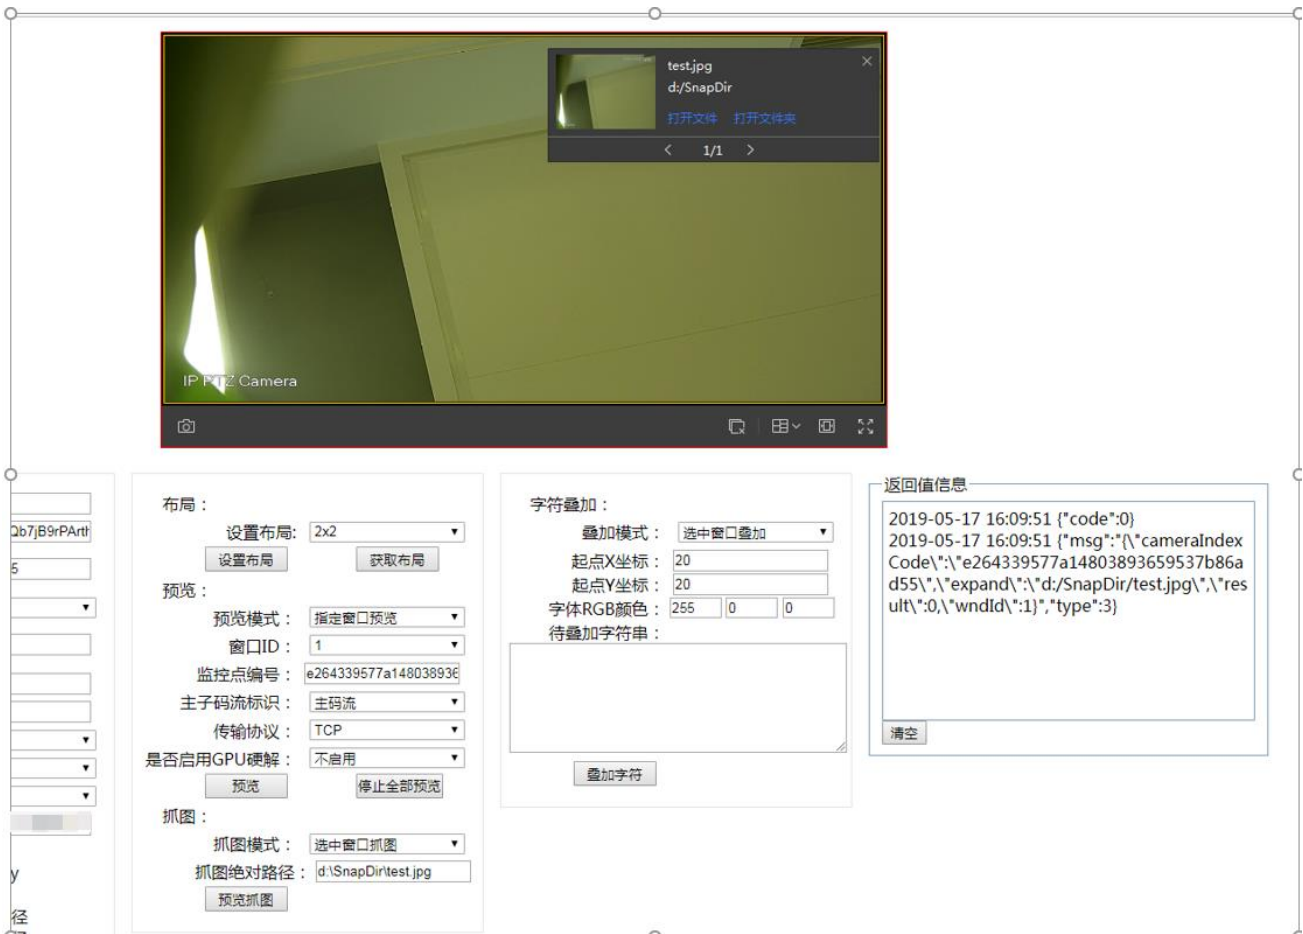 test.jpg
d:/SnapDir
打开文件 打开文件夹
1/1
IP PTZ Camera
Qb7jB9rPArth
5
y
径
布局：
设置布局: 2x2
设置布局 获取布局
预览：
预览模式： 指定窗口预览
窗口ID： 1
监控点编号： e264339577a148038936
主子码流标识： 主码流
传输协议： TCP
是否启用GPU硬解： 不启用
预览 停止全部预览
抓图：
抓图模式： 选中窗口抓图
抓图绝对路径： d:\SnapDir\test.jpg
预览抓图
字符叠加：
叠加模式： 选中窗口叠加
起点X坐标： 20
起点Y坐标： 20
字体RGB颜色： 255 0 0
待叠加字符串：
叠加字符
返回值信息
2019-05-17 16:09:51 {"code":0}
2019-05-17 16:09:51 {"msg":"{\"cameraIndex
Code\":\"e264339577a14803893659537b86a
d55\",\"expand\":\"d:/SnapDir/test.jpg\",\"res
ult\":0,\"wndId\":1}","type":3}
清空